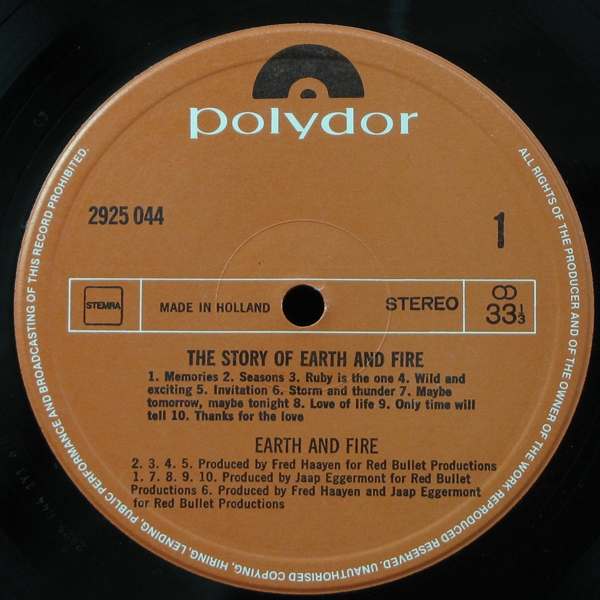 polydor
2925 044
1
STEMRA
MADE IN HOLLAND
STEREO
33⅓
THE STORY OF EARTH AND FIRE
1. Memories 2. Seasons 3. Ruby is the one 4. Wild and
exciting 5. Invitation 6. Storm and thunder 7. Maybe
tomorrow, maybe tonight 8. Love of life 9. Only time will
tell 10. Thanks for the love
EARTH AND FIRE
2. 3. 4. 5. Produced by Fred Haayen for Red Bullet Productions
1. 7. 8. 9. 10. Produced by Jaap Eggermont for Red Bullet
Productions 6. Produced by Fred Haayen and Jaap Eggermont
for Red Bullet Productions
ALL RIGHTS OF THE PRODUCER AND OF THE OWNER OF THE WORK REPRODUCED RESERVED. UNAUTHORISED COPYING, HIRING, LENDING, PUBLIC PERFORMANCE AND BROADCASTING OF THIS RECORD PROHIBITED.